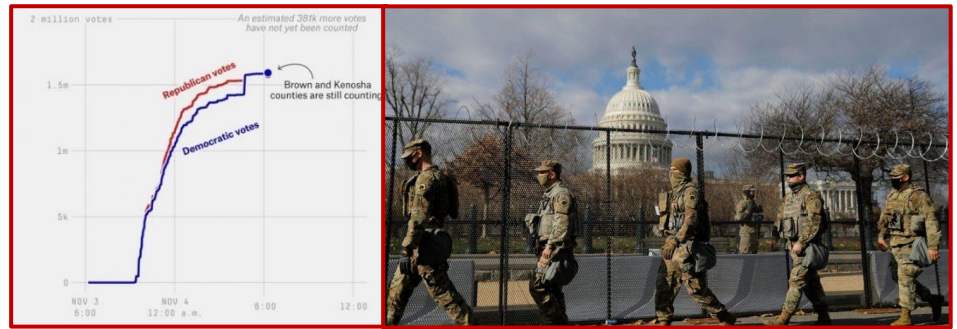 2 million votes
An estimated 381k more votes
have not yet been counted
Republican votes
1.5m
Brown and Kenosha
counties are still counting
Democratic votes
1m
5k
0
NOV 3
6:00
NOV 4
12:00 a.m.
6:00
12:00